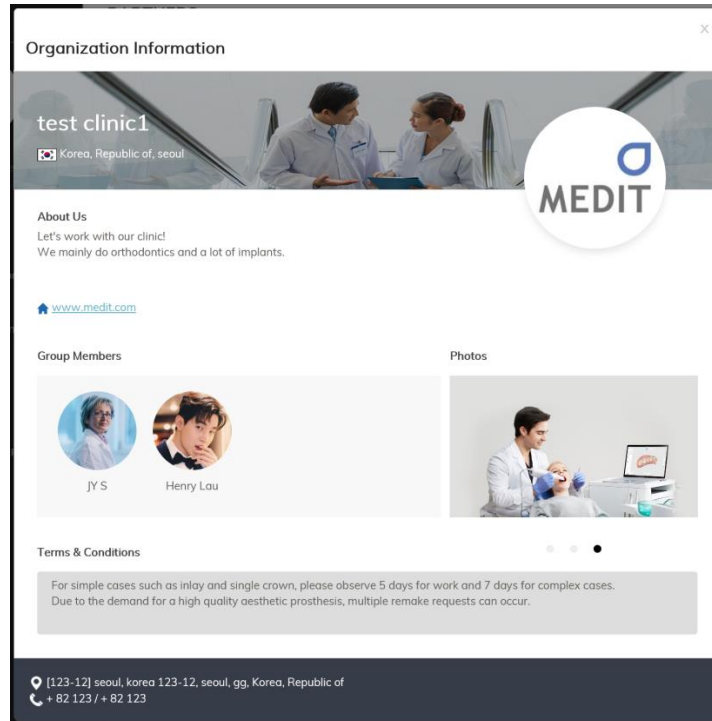 X
Organization Information
test clinic1
Korea, Republic of, seoul
MEDIT
About Us
Let's work with our clinic!
We mainly do orthodontics and a lot of implants.
www.medit.com
Group Members
Photos
JY S
Henry Lau
Terms & Conditions
For simple cases such as inlay and single crown, please observe 5 days for work and 7 days for complex cases.
Due to the demand for a high quality aesthetic prosthesis, multiple remake requests can occur.
[123-12] seoul, korea 123-12, seoul, gg, Korea, Republic of
+ 82 123 / + 82 123